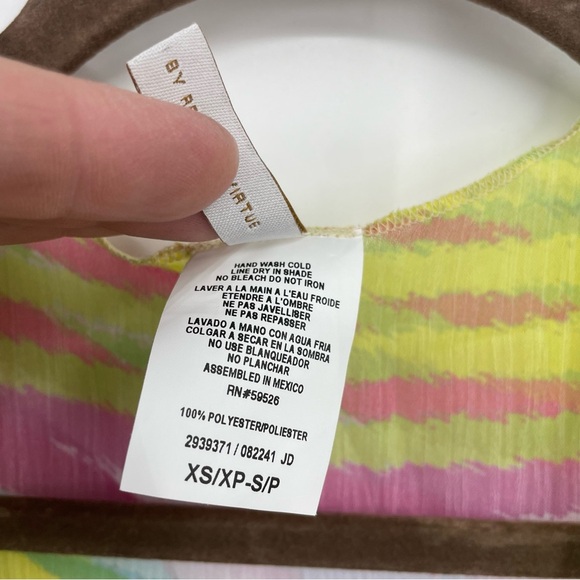 BY
VIRTUE
HAND WASH COLD
LINE DRY IN SHADE
NO BLEACH DO NOT IRON
LAVER A LA MAIN A L'EAU FROIDE
ETENDRE A L'OMBRE
NE PAS JAVELLISER
NE PAS REPASSER
LAVADO A MANO CON AGUA FRIA
COLGAR A SECAR EN LA SOMBRA
NO USE BLANQUEADOR
NO PLANCHAR
ASSEMBLED IN MEXICO
RN#59526
100% POLYESTER/POLIESTER
2939371 / 082241 JD
XS/XP-S/P